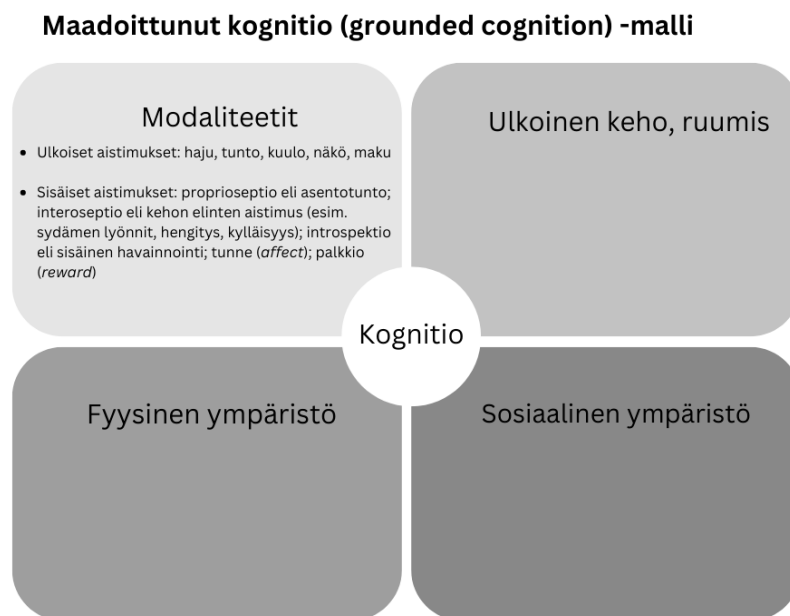 Maadoittunut kognitio (grounded cognition) -malli
Modaliteetit
• Ulkoiset aistimukset: haju, tunto, kuulo, näkö, maku
• Sisäiset aistimukset: proprioseptio eli asentotunto;
interoseptio eli kehon elinten aistimus (esim.
sydämen lyönnit, hengitys, kylläisyys); introspektio
eli sisäinen havainnointi; tunne (affect); palkkio
(reward)
Ulkoinen keho, ruumis
Kognitio
Fyysinen ympäristö
Sosiaalinen ympäristö